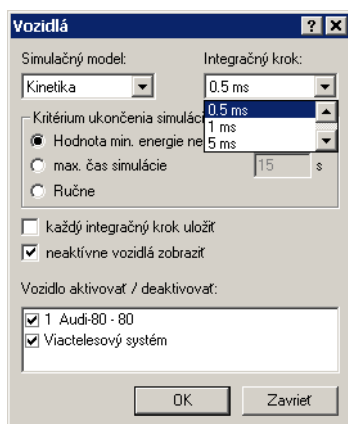 Vozidlá
Simulačný model: Integračný krok:
Kinetika 0.5 ms
0.5 ms
1 ms
5 ms
Kritérium ukončenia simuláci
Hodnota min. energie ne
max. čas simulácie 15 s
Ručne
každý integračný krok uložiť
neaktívne vozidlá zobraziť
Vozidlo aktivovať / deaktivovať:
1 Audi-80 - 80
Viactelesový systém
OK Zavrieť